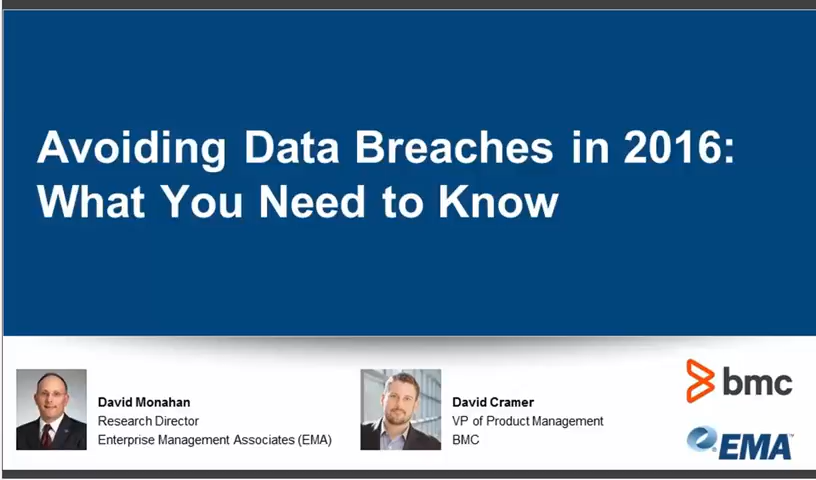 Avoiding Data Breaches in 2016:
What You Need to Know
David Monahan
Research Director
Enterprise Management Associates (EMA)
David Cramer
VP of Product Management
BMC
bmc
EMA